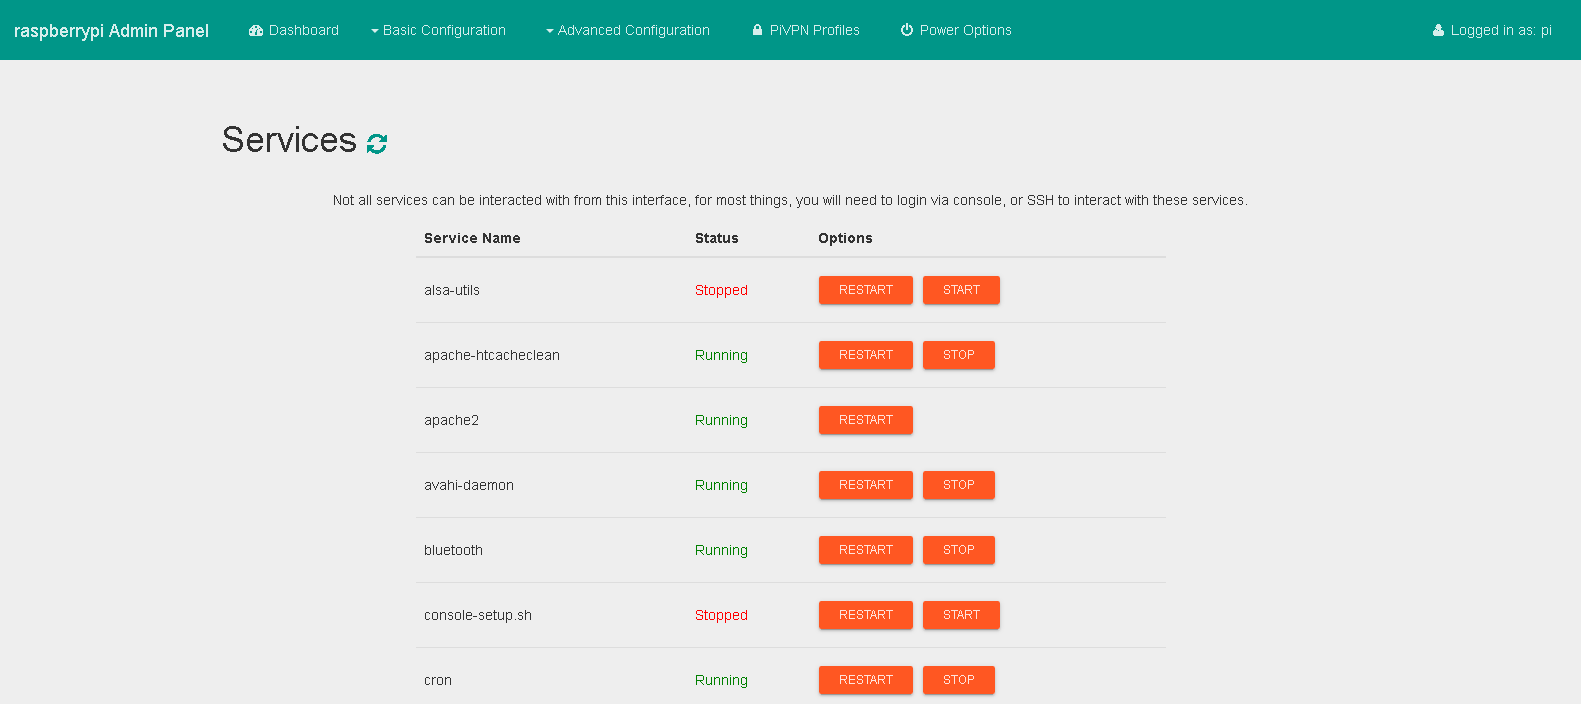 raspberrypi Admin Panel Dashboard Basic Configuration Advanced Configuration PiVPN Profiles Power Options Logged in as: pi
Services
Not all services can be interacted with from this interface, for most things, you will need to login via console, or SSH to interact with these services.
Service Name Status Options
alsa-utils Stopped RESTART START
apache-htcacheclean Running RESTART STOP
apache2 Running RESTART
avahi-daemon Running RESTART STOP
bluetooth Running RESTART STOP
console-setup.sh Stopped RESTART START
cron Running RESTART STOP